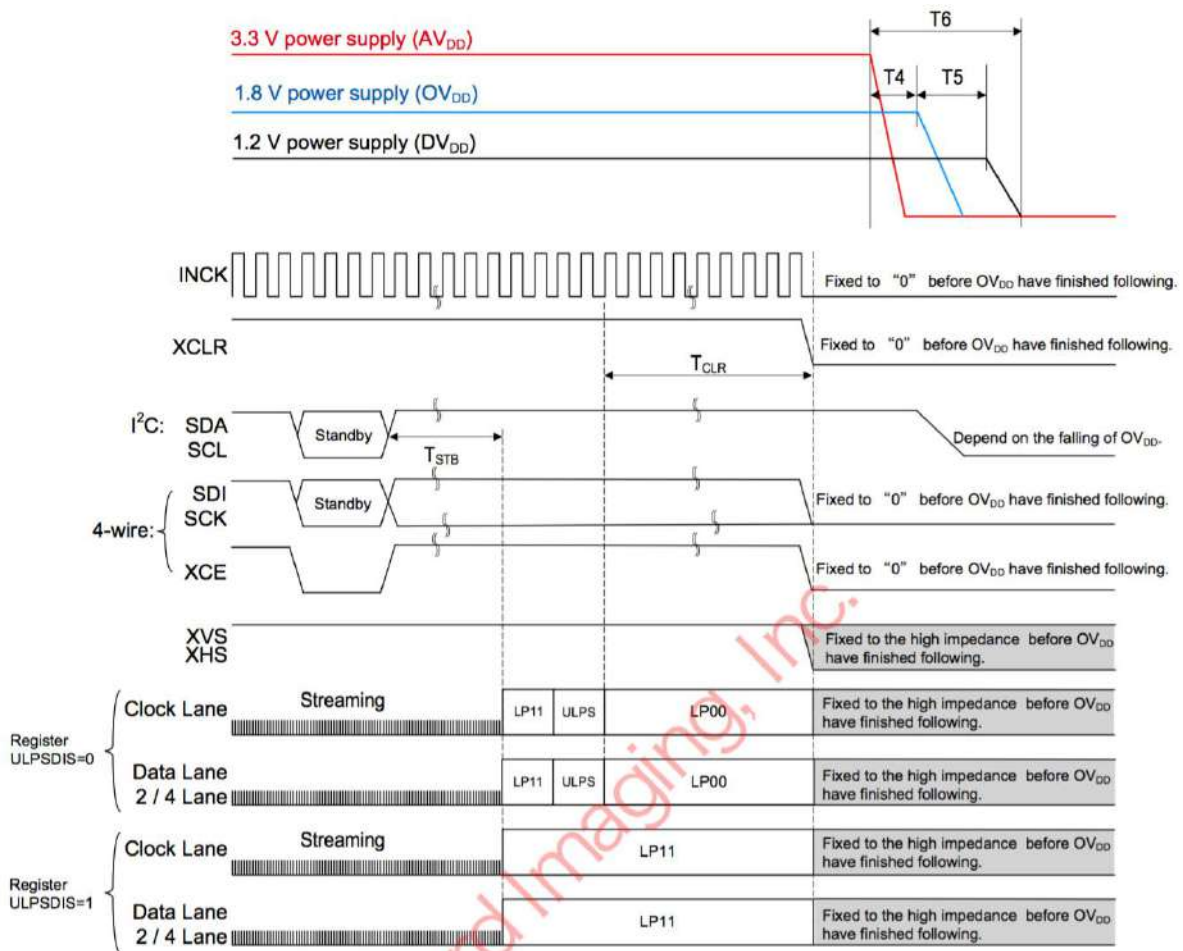 T6
3.3 V power supply (AVDD)
T4 T5
1.8 V power supply (OVDD)
1.2 V power supply (DVDD)
INCK
Fixed to “0” before OVDD have finished following.
XCLR
Fixed to “0” before OVDD have finished following.
TCLR
I2C: SDA
SCL
Standby
TSTB
Depend on the falling of OVDD.
4-wire:
SDI
SCK
Standby
Fixed to “0” before OVDD have finished following.
XCE
Fixed to “0” before OVDD have finished following.
XVS
XHS
Fixed to the high impedance before OVDD
have finished following.
Register
ULPSDIS=0
Clock Lane
Streaming
LP11 ULPS LP00
Fixed to the high impedance before OVDD
have finished following.
Data Lane
2 / 4 Lane
LP11 ULPS LP00
Fixed to the high impedance before OVDD
have finished following.
Register
ULPSDIS=1
Clock Lane
Streaming
LP11
Fixed to the high impedance before OVDD
have finished following.
Data Lane
2 / 4 Lane
LP11
Fixed to the high impedance before OVDD
have finished following.
Imaging, Inc.